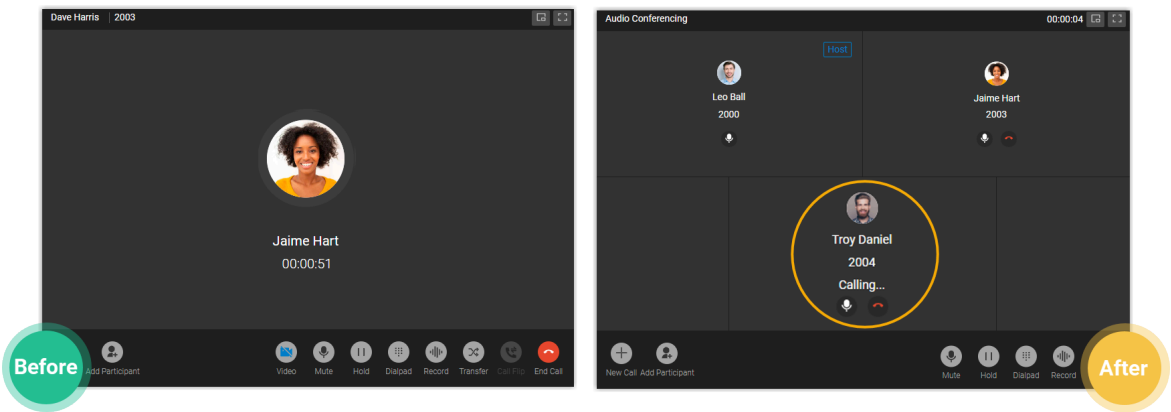 Dave Harris | 2003
Jaime Hart
00:00:51
Before
Add Participant
Video Mute Hold Dialpad Record Transfer Call Flip End Call
Audio Conferencing 00:00:04
Host
Leo Ball
2000
Jaime Hart
2003
Troy Daniel
2004
Calling...
New Call Add Participant
Mute Hold Dialpad Record
After